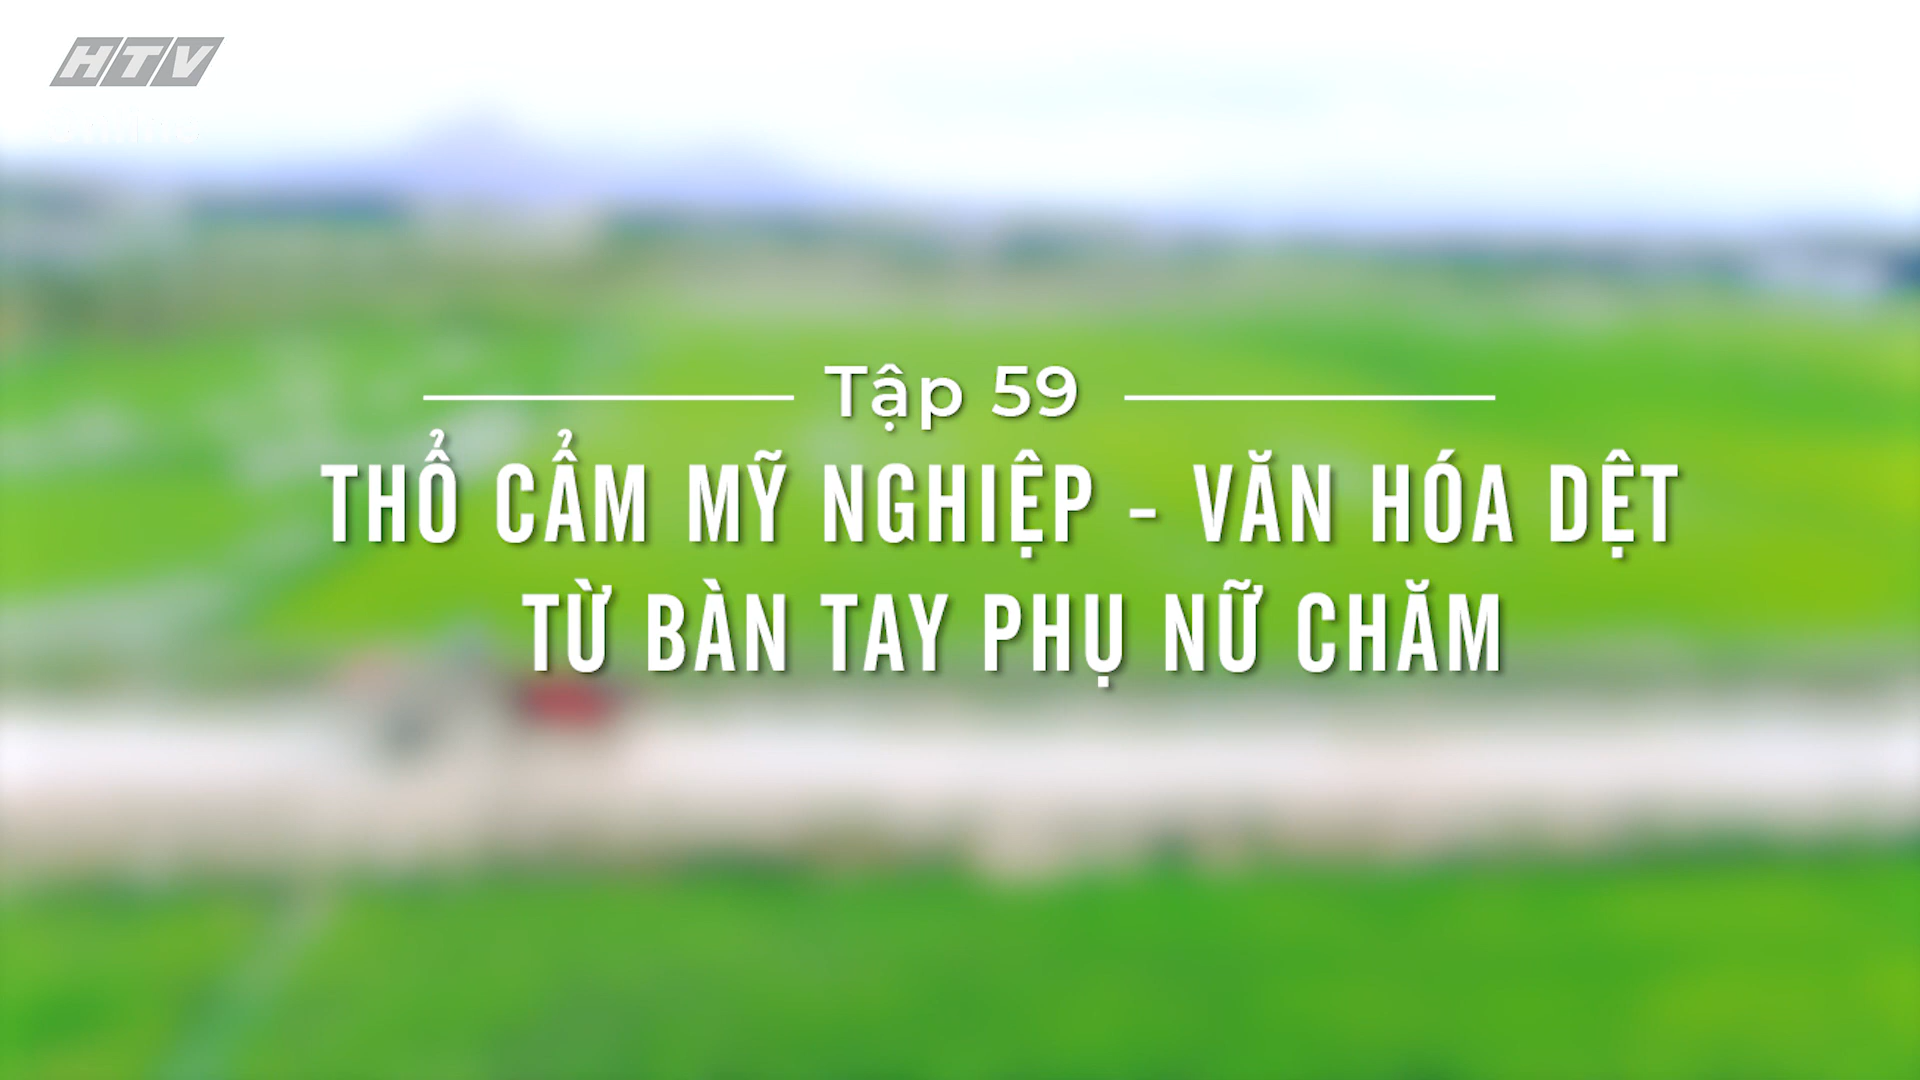 HTV
Tập 59
THỔ CẨM MỸ NGHIỆP - VĂN HÓA DỆT
TỪ BÀN TAY PHỤ NỮ CHĂM